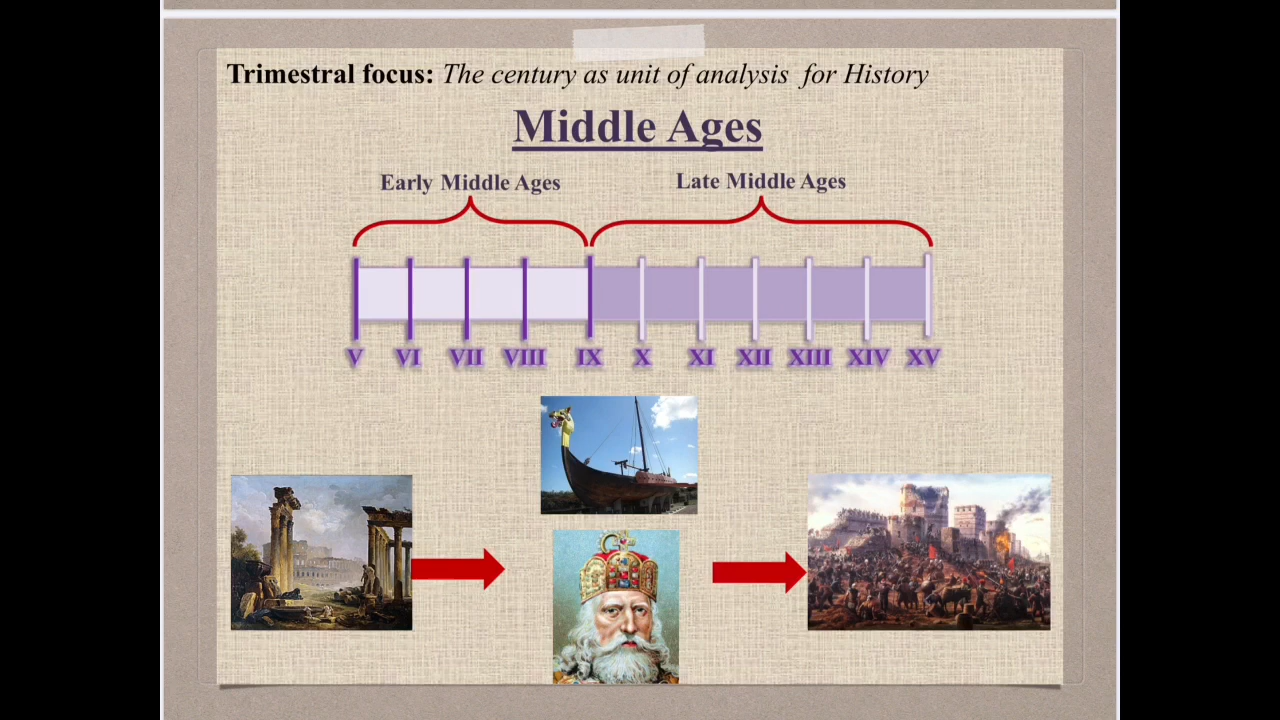 Trimestral focus: The century as unit of analysis for History
Middle Ages
Early Middle Ages
Late Middle Ages
V VI VII VIII IX X XI XII XIII XIV XV